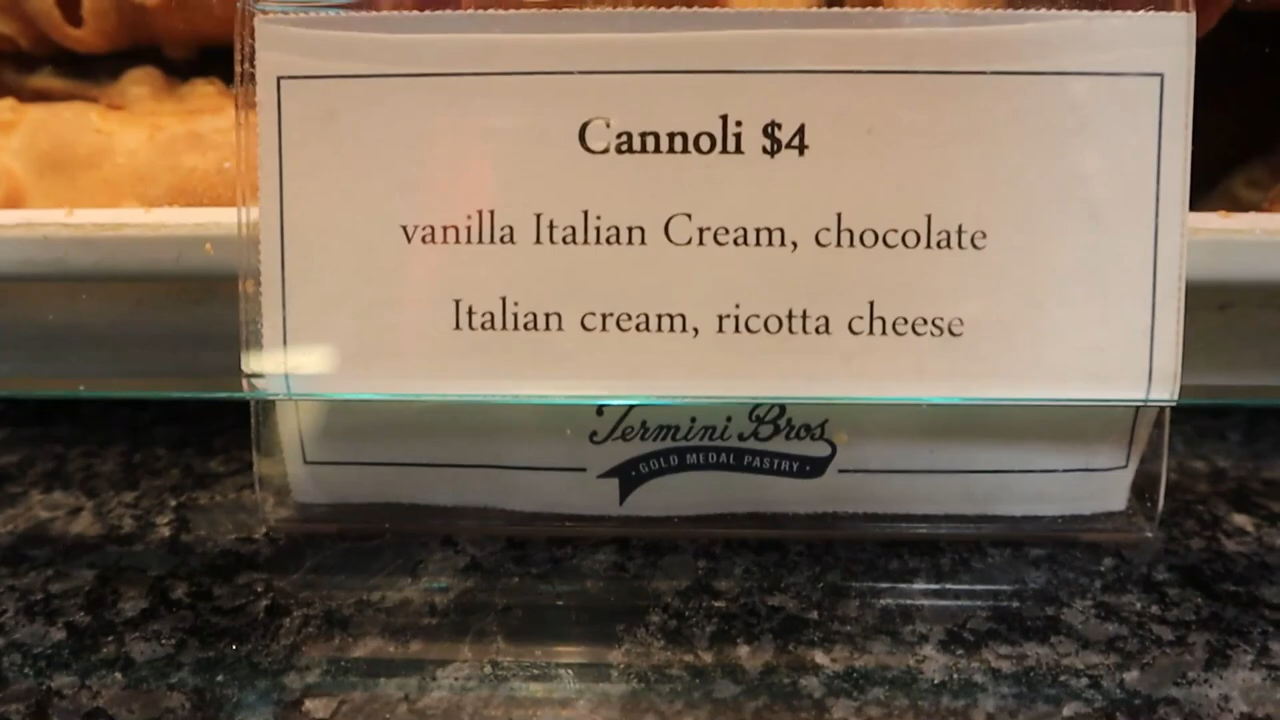 Cannoli $4
vanilla Italian Cream, chocolate
Italian cream, ricotta cheese
Termini Bros
· GOLD MEDAL PASTRY ·